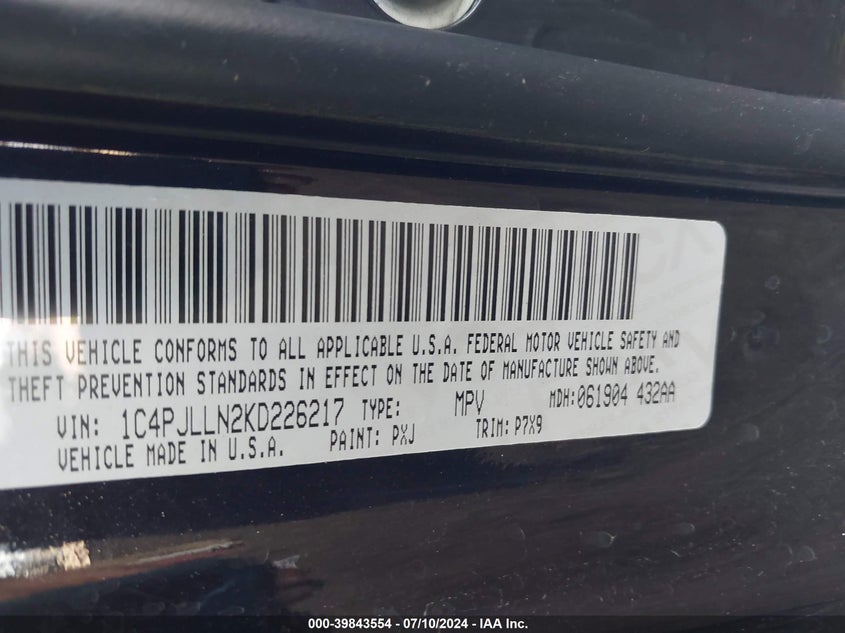 THIS VEHICLE CONFORMS TO ALL APPLICABLE U.S.A. FEDERAL MOTOR VEHICLE SAFETY AND
THEFT PREVENTION STANDARDS IN EFFECT ON THE DATE OF MANUFACTURE SHOWN ABOVE.
VIN: 1C4PJLLN2KD226217 TYPE: MPV MDH:061904 432AA
VEHICLE MADE IN U.S.A. PAINT: PXJ TRIM: P7X9
000-39843554 / 07/10/2024 - IAA Inc.